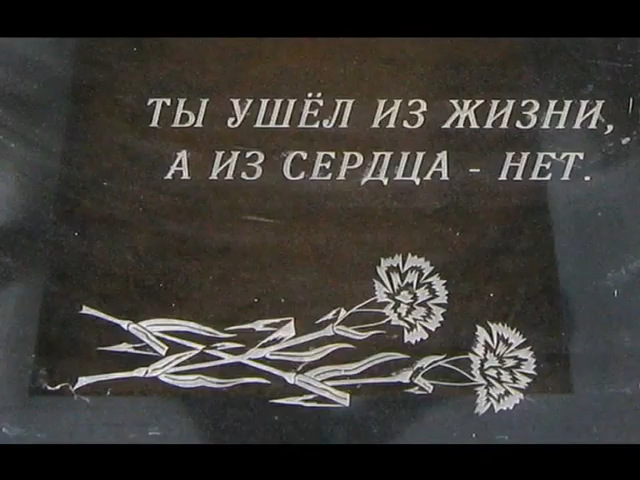 ТЫ УШЁЛ ИЗ ЖИЗНИ,
А ИЗ СЕРДЦА - НЕТ.